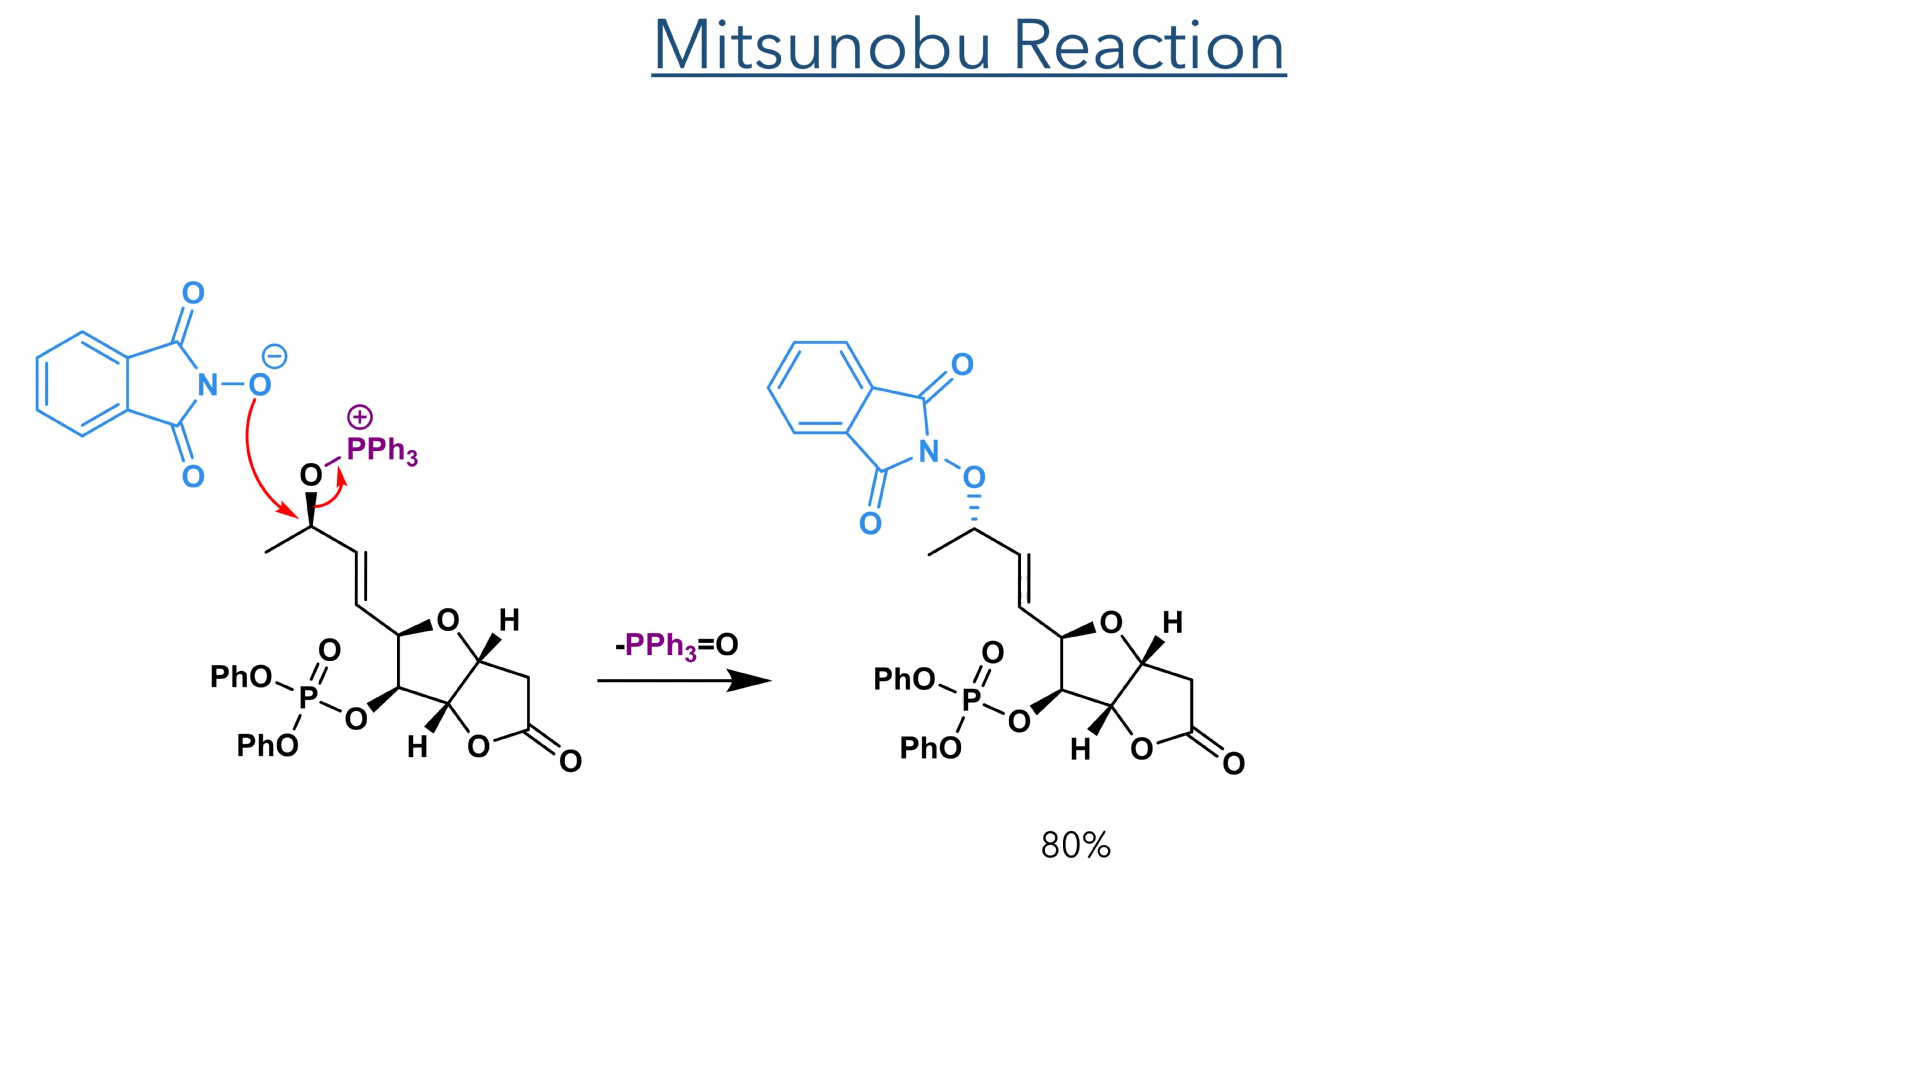 Mitsunobu Reaction
O
N–O
⊖
O
⊕
O PPh3
O H
O
PhO P
PhO O
H O O
-PPh3=O
O
N O
O
O H
O
PhO P
PhO O
H O O
80%